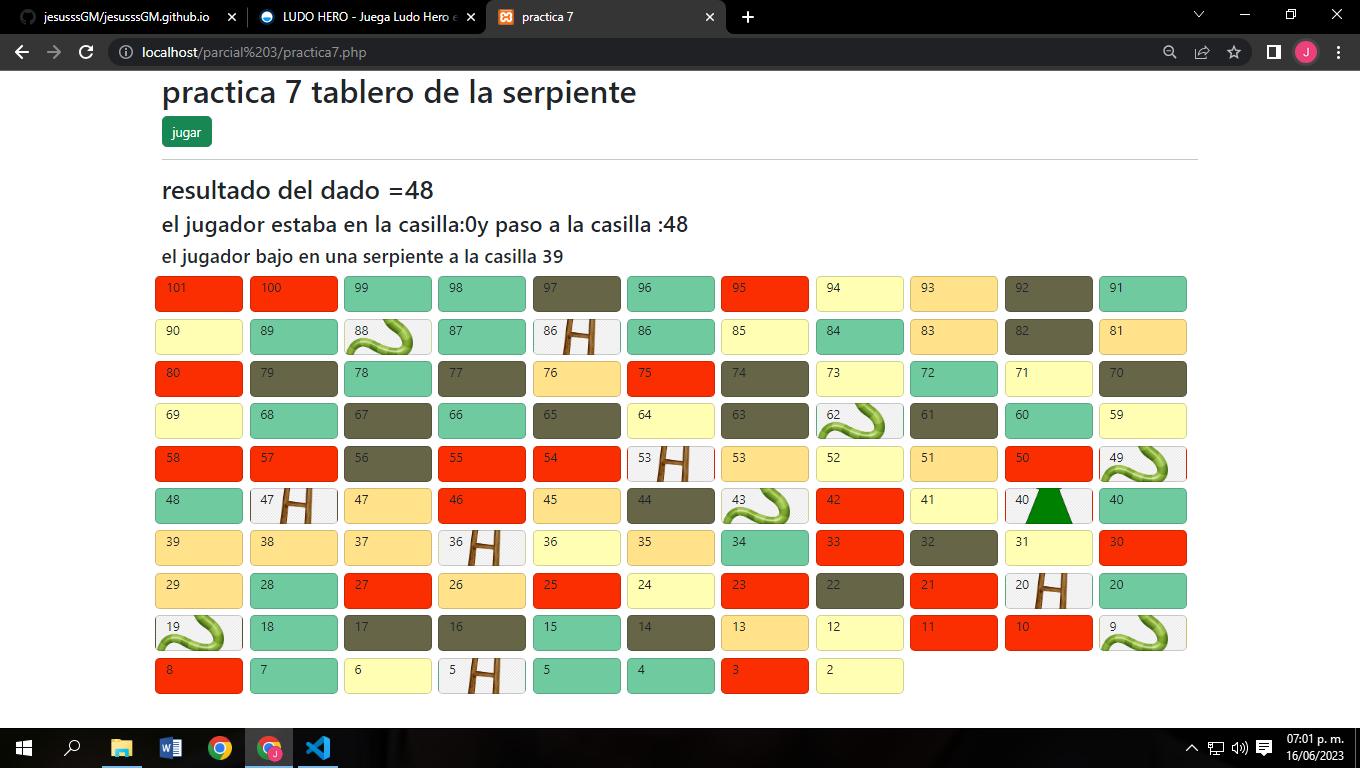 jesusssGM/jesusssGM.github.io
LUDO HERO - Juega Ludo Hero e
practica 7
localhost/parcial%203/practica7.php
J
practica 7 tablero de la serpiente
jugar
resultado del dado =48
el jugador estaba en la casilla:0y paso a la casilla :48
el jugador bajo en una serpiente a la casilla 39
101 100 99 98 97 96 95 94 93 92 91
90 89 88 87 86 86 85 84 83 82 81
80 79 78 77 76 75 74 73 72 71 70
69 68 67 66 65 64 63 62 61 60 59
58 57 56 55 54 53 53 52 51 50 49
48 47 47 46 45 44 43 42 41 40 40
39 38 37 36 36 35 34 33 32 31 30
29 28 27 26 25 24 23 22 21 20 20
19 18 17 16 15 14 13 12 11 10 9
8 7 6 5 5 4 3 2
07:01 p. m.
16/06/2023